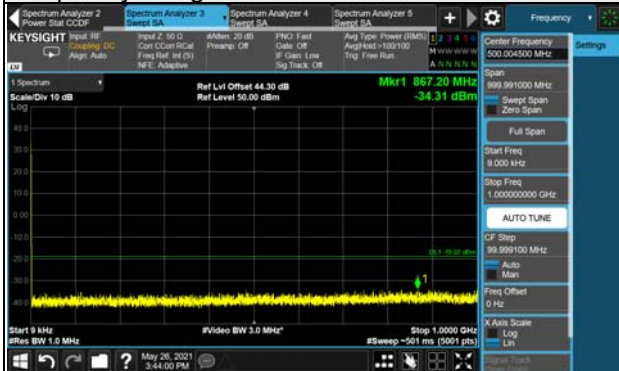 Spectrum Analyzer 2
Power Stat CCDF
Spectrum Analyzer 3
Swept SA
Spectrum Analyzer 4
Swept SA
Spectrum Analyzer 5
Swept SA
+
Frequency
KEYSIGHT
Input: RF
Coupling: DC
Align: Auto
Input Z: 50 Ω
Corr CCorr RCal
Freq Ref: Int (S)
NFE: Adaptive
#Atten: 20 dB
Preamp: Off
PNO: Fast
Gate: Off
IF Gain: Low
Sig Track: Off
Avg Type: Power (RMS)
Avg|Hold:>100/100
Trig: Free Run
1 2 3 4 5 6
M W W W W W
A N N N N N
LXI
1 Spectrum
Scale/Div 10 dB
Log
Ref Lvl Offset 44.30 dB
Ref Level 50.00 dBm
Mkr1 867.20 MHz
-34.31 dBm
40.0
30.0
20.0
10.0
0.00
-10.0
-20.0
-30.0
-40.0
1
Start 9 kHz
#Res BW 1.0 MHz
#Video BW 3.0 MHz*
Stop 1.0000 GHz
#Sweep ~501 ms (5001 pts)
Center Frequency
500.004500 MHz
Settings
Span
999.991000 MHz
Swept Span
Zero Span
Full Span
Start Freq
9.000 kHz
Stop Freq
1.000000000 GHz
AUTO TUNE
CF Step
99.999100 MHz
Auto
Man
Freq Offset
0 Hz
X Axis Scale
Log
Lin
Signal Track
?
May 26, 2021
3:44:00 PM